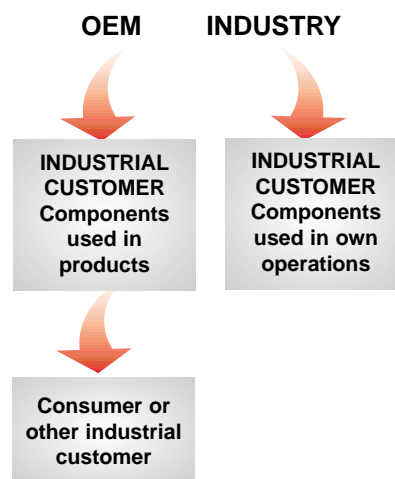 OEM
INDUSTRY
INDUSTRIAL
CUSTOMER
Components
used in
products
INDUSTRIAL
CUSTOMER
Components
used in own
operations
Consumer or
other industrial
customer